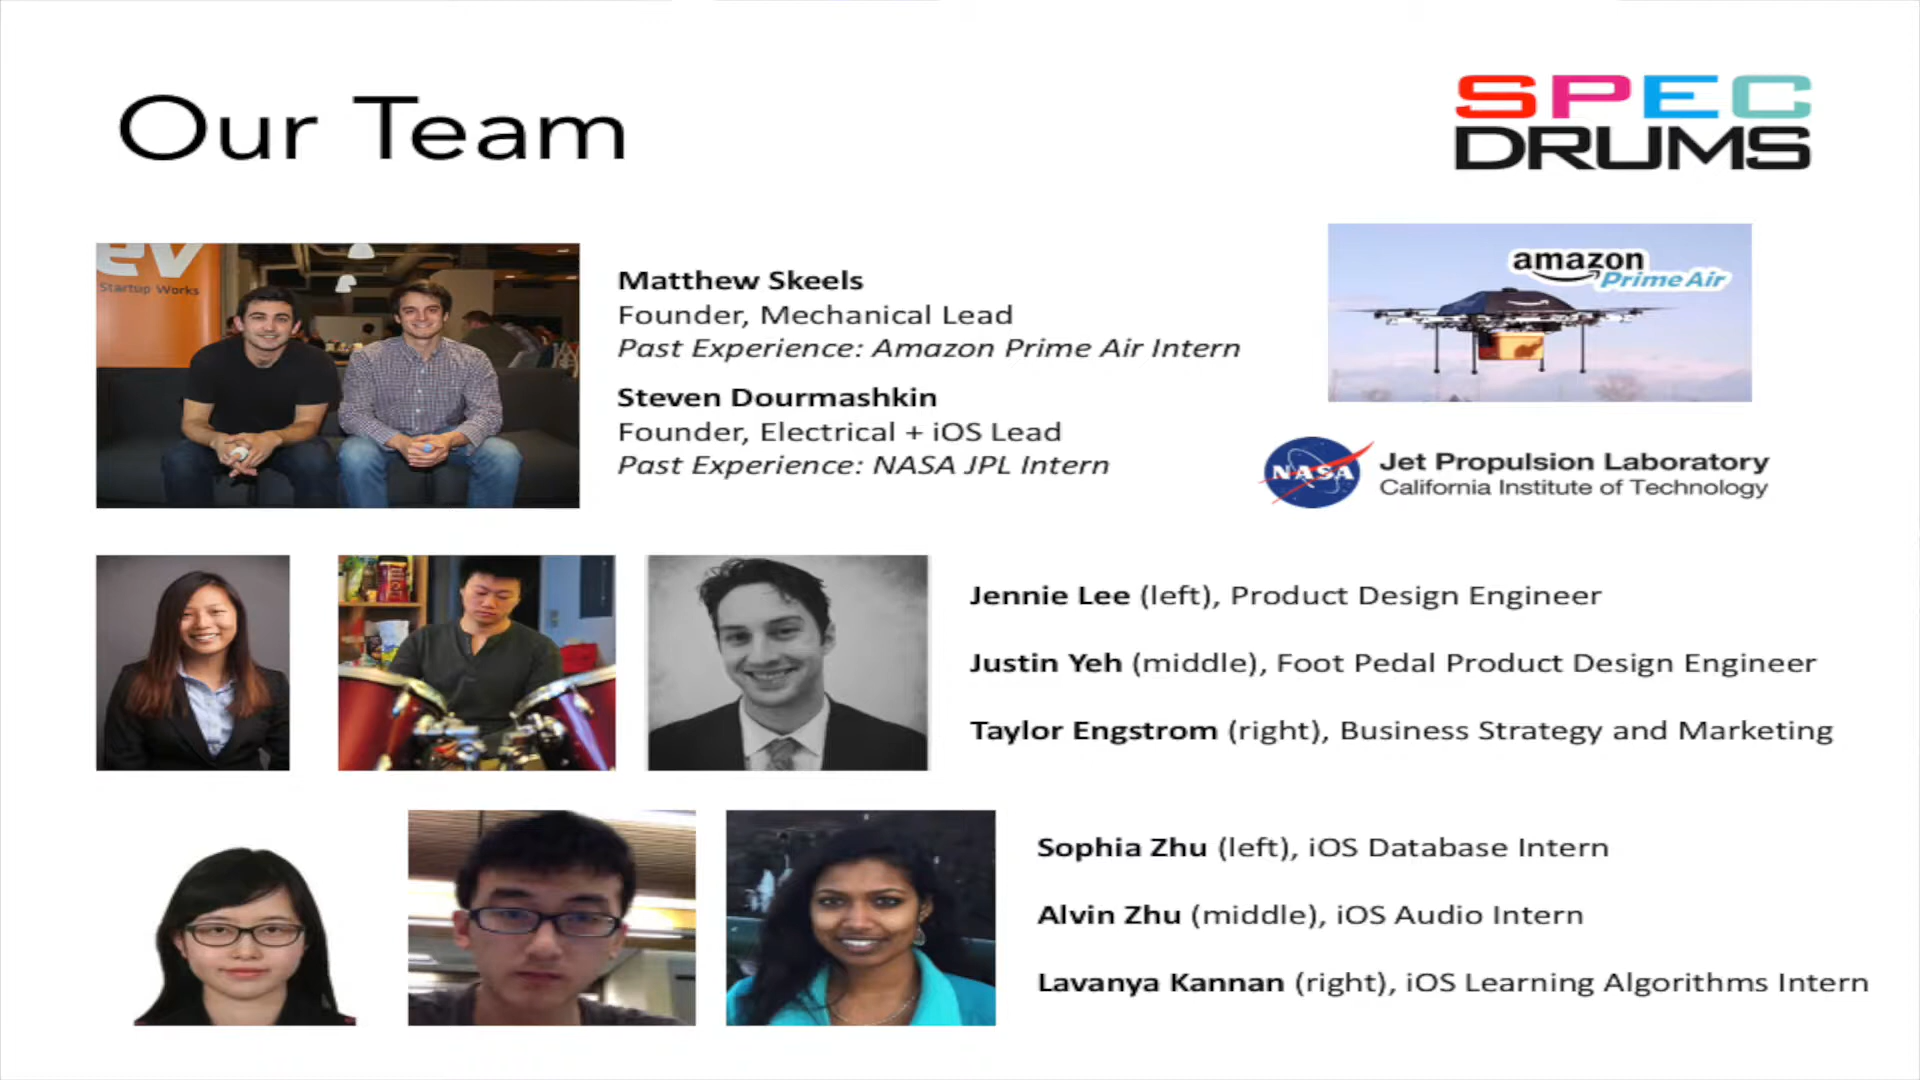 Our Team
SPEC
DRUMS
ev
Startup Works
Matthew Skeels
Founder, Mechanical Lead
Past Experience: Amazon Prime Air Intern
Steven Dourmashkin
Founder, Electrical + iOS Lead
Past Experience: NASA JPL Intern
amazon
Prime Air
NASA
Jet Propulsion Laboratory
California Institute of Technology
Jennie Lee (left), Product Design Engineer
Justin Yeh (middle), Foot Pedal Product Design Engineer
Taylor Engstrom (right), Business Strategy and Marketing
Sophia Zhu (left), iOS Database Intern
Alvin Zhu (middle), iOS Audio Intern
Lavanya Kannan (right), iOS Learning Algorithms Intern